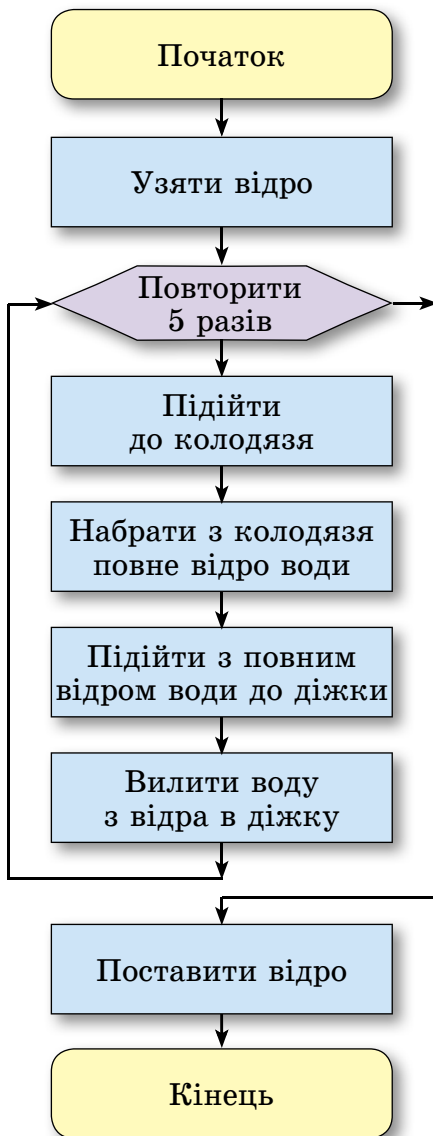 Початок
Узяти відро
Повторити
5 разів
Підійти
до колодязя
Набрати з колодязя
повне відро води
Підійти з повним
відром води до діжки
Вилити воду
з відра в діжку
Поставити відро
Кінець